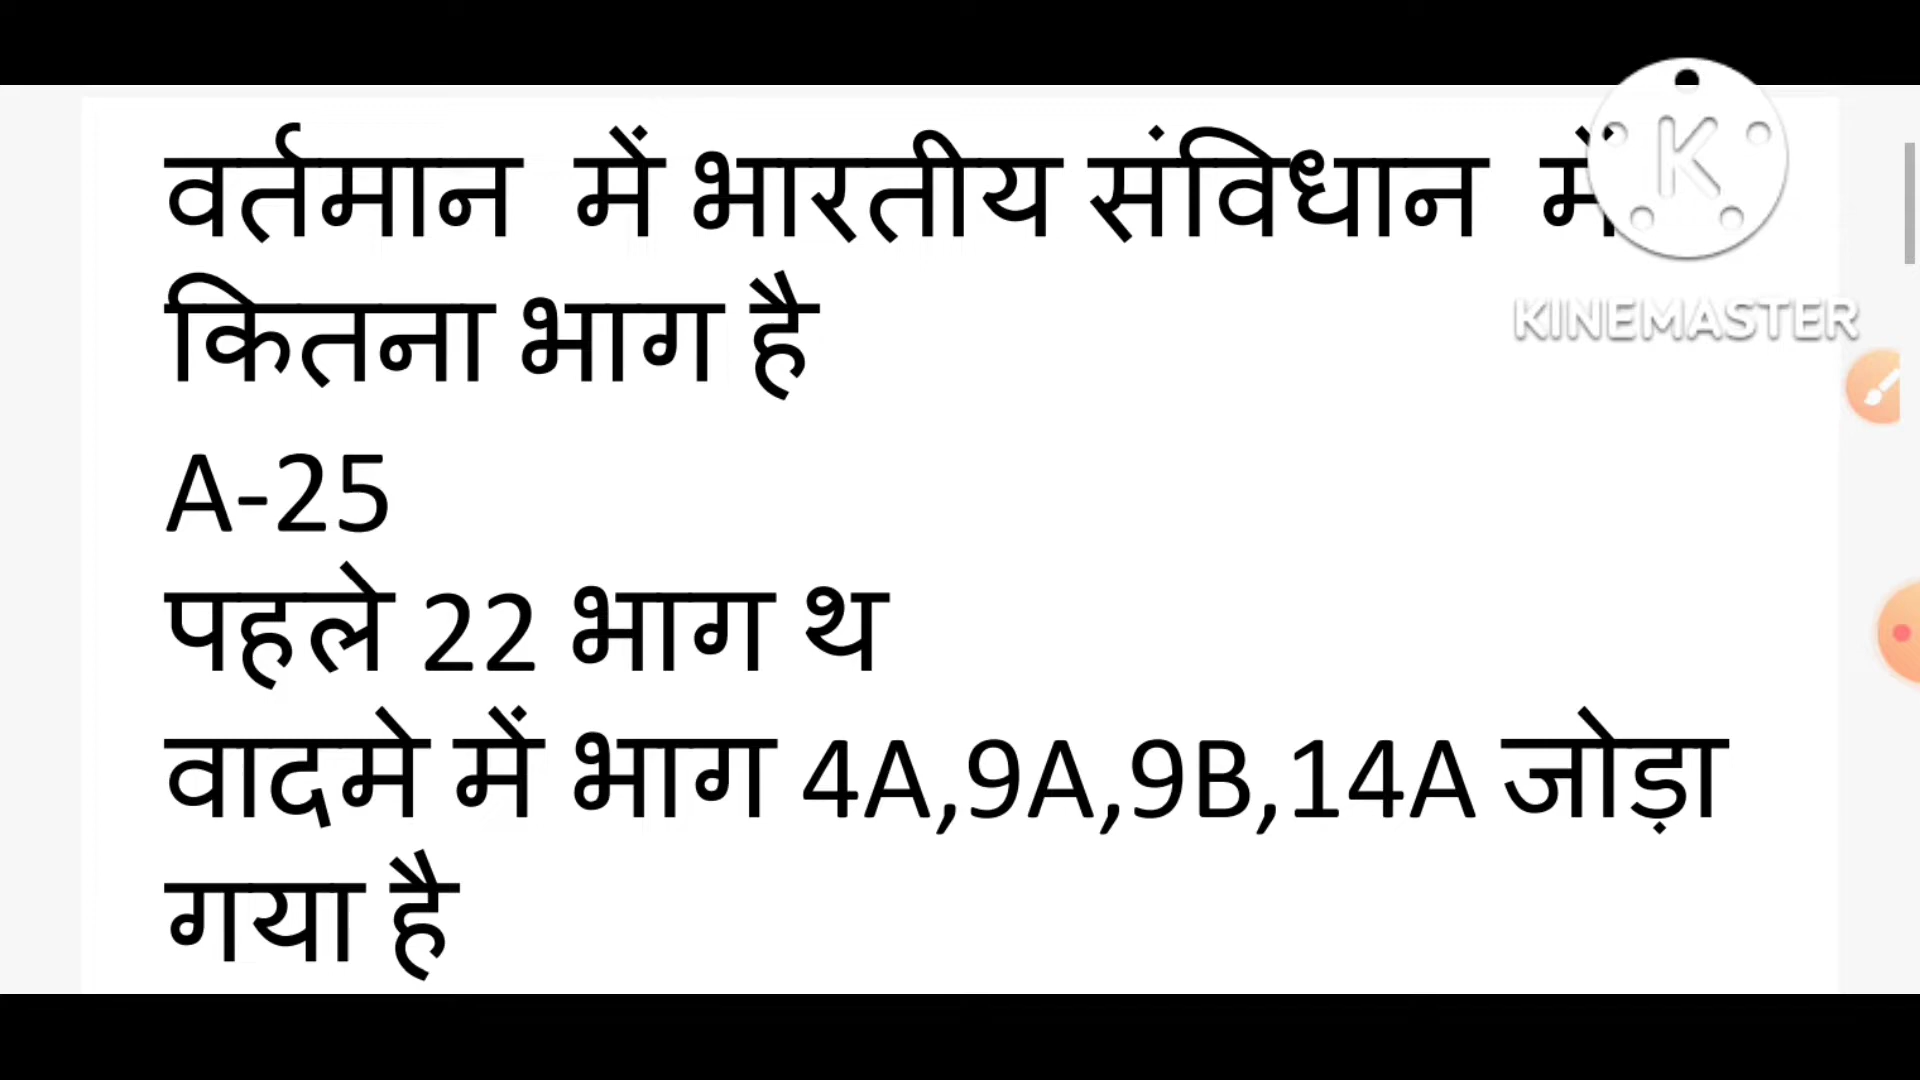 वर्तमान  में भारतीय संविधान  में
कितना भाग है
A-25
पहले 22 भाग थ
वादमे में भाग 4A,9A,9B,14A जोड़ा
गया है
K
KINEMASTER